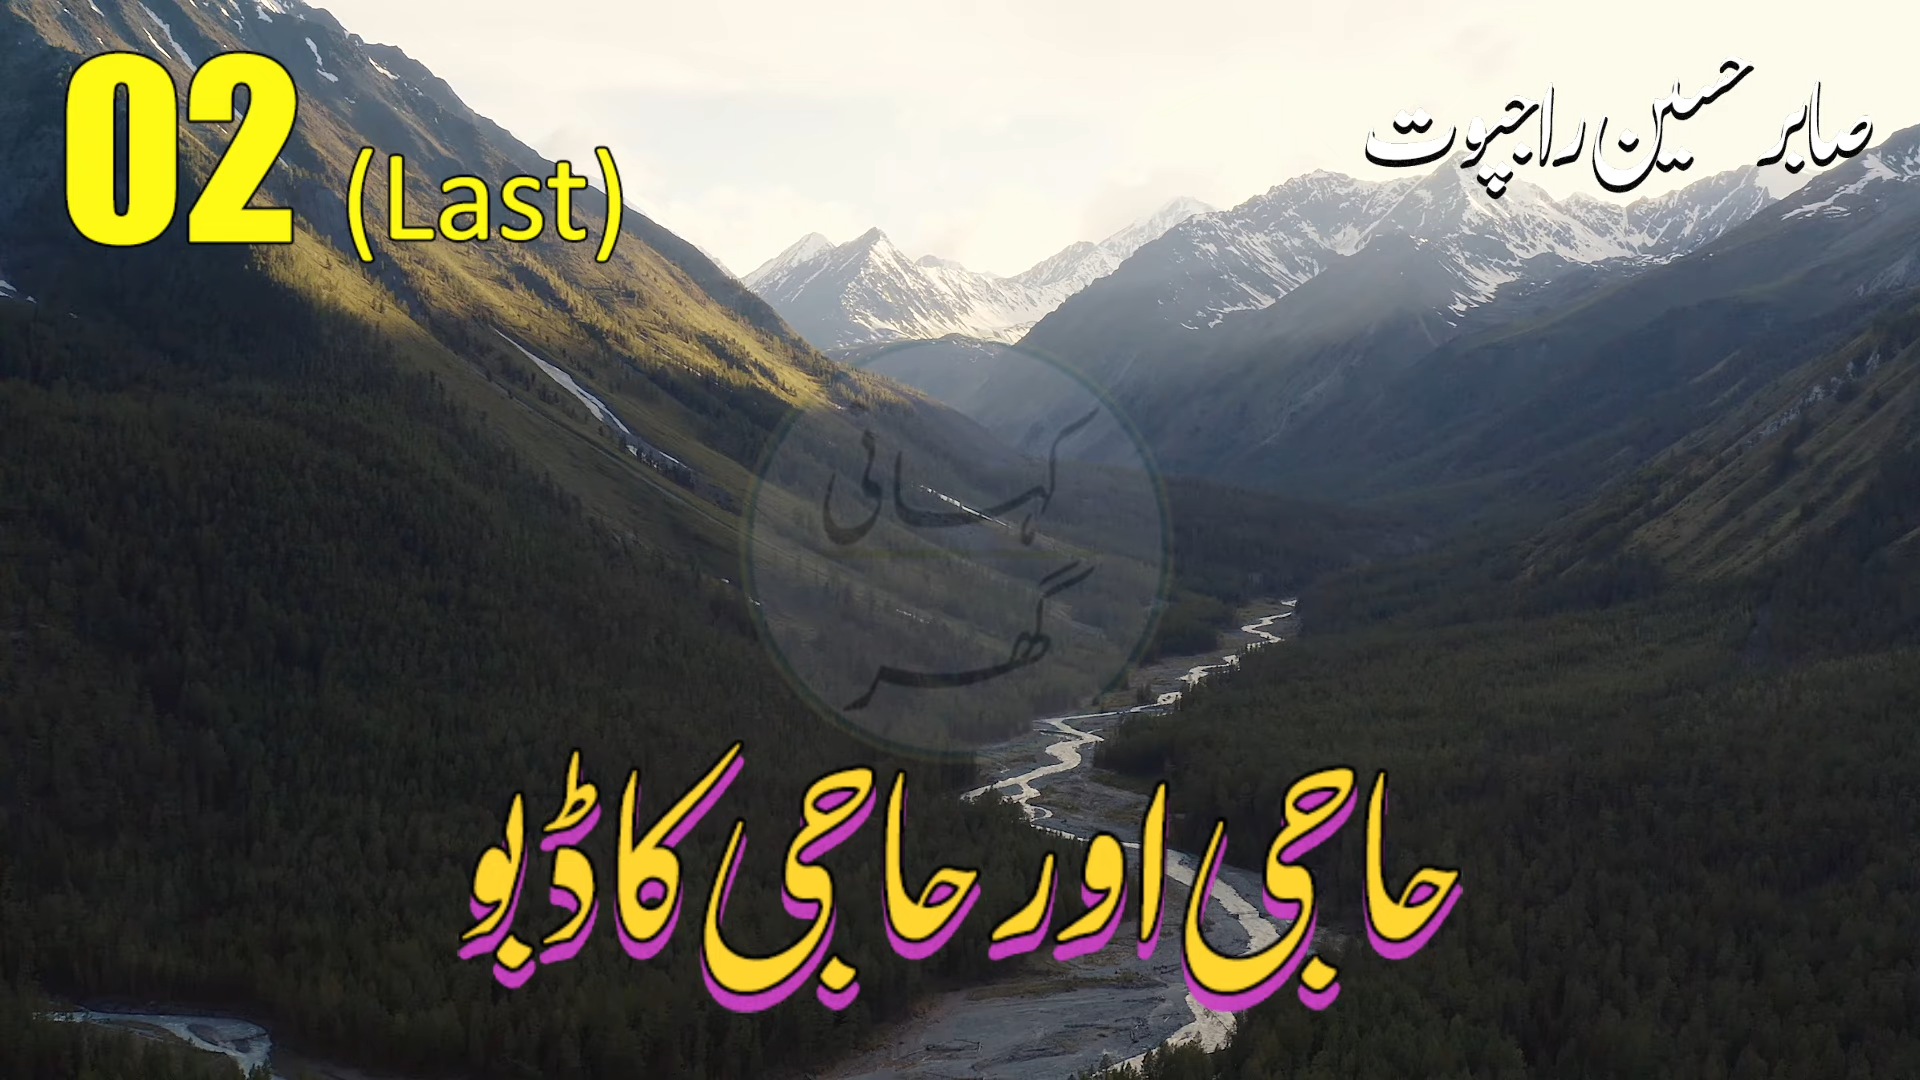 02 (Last)
صابر حسین راجپوت
کہانی
گھر
حاجی اور حاجی کا ڈبو